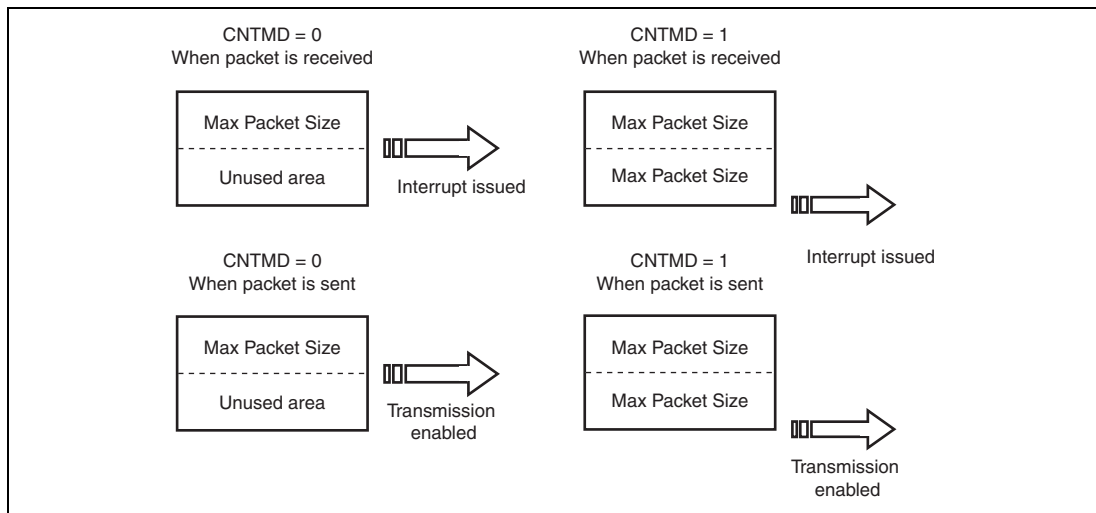 CNTMD = 0
When packet is received
Max Packet Size
Unused area
Interrupt issued
CNTMD = 1
When packet is received
Max Packet Size
Max Packet Size
Interrupt issued
CNTMD = 0
When packet is sent
Max Packet Size
Unused area
Transmission
enabled
CNTMD = 1
When packet is sent
Max Packet Size
Max Packet Size
Transmission
enabled